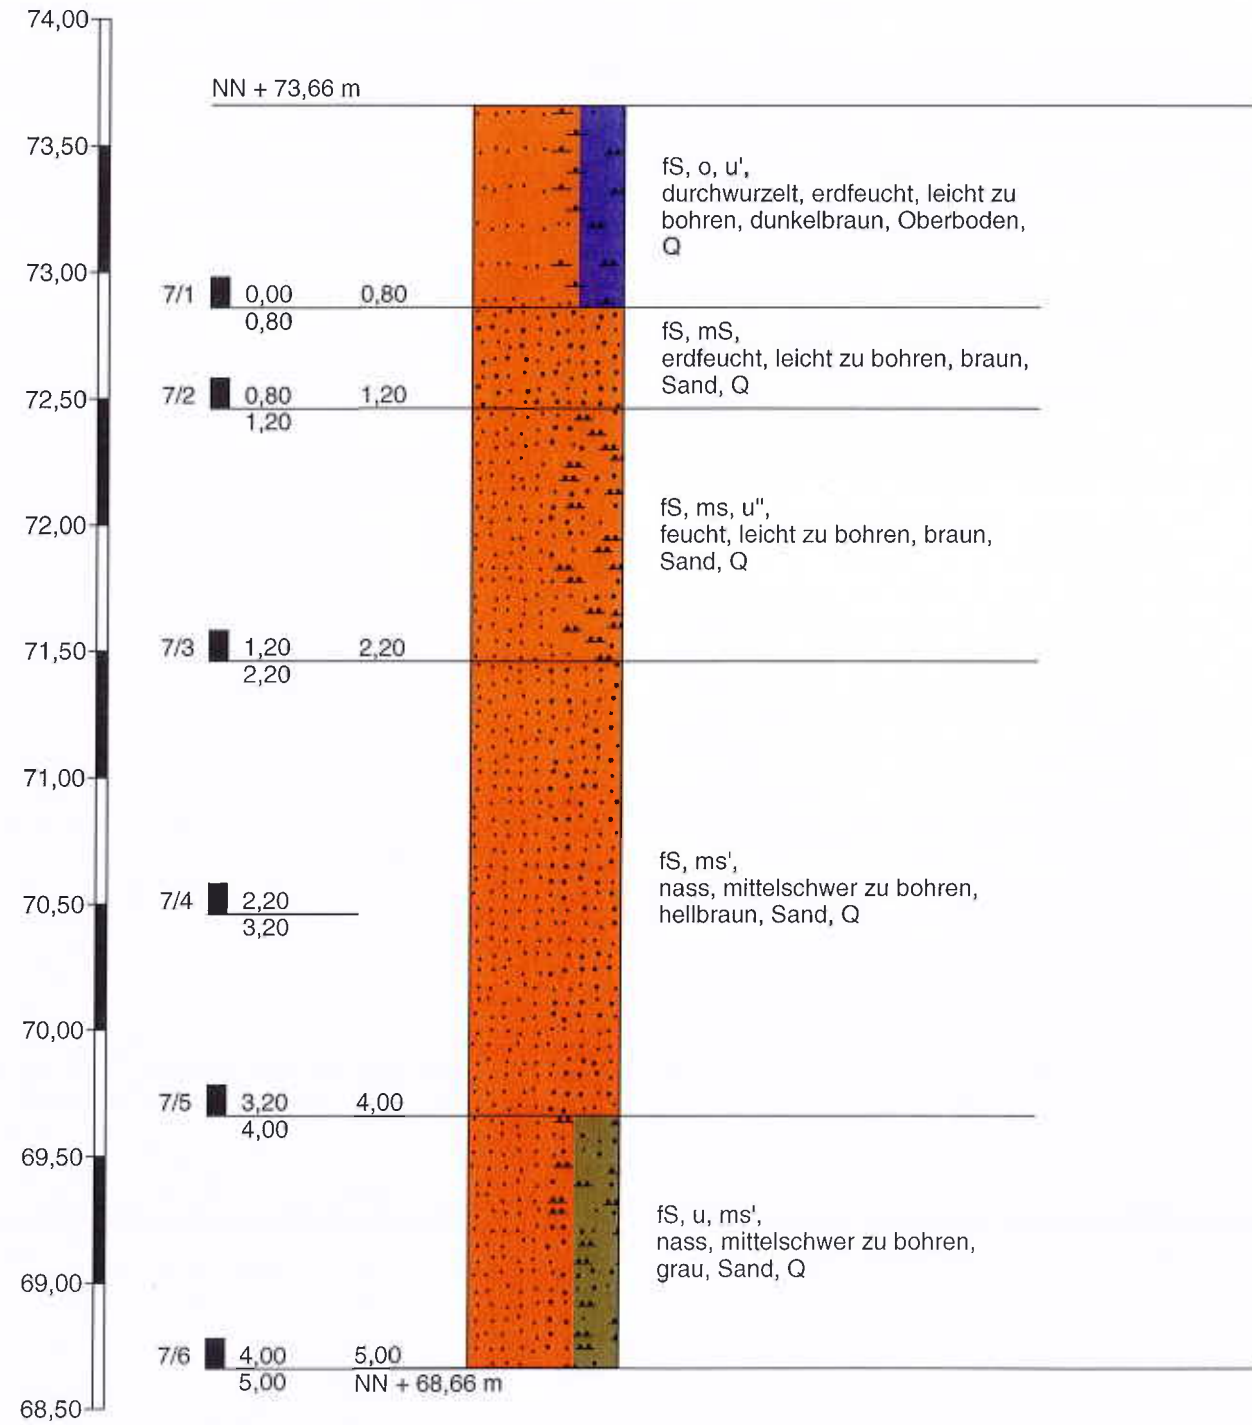 74,00
NN + 73,66 m
73,50
fS, o, u',
durchwurzelt, erdfeucht, leicht zu
bohren, dunkelbraun, Oberboden,
Q
73,00
7/1 0,00 0,80
0,80
fS, mS,
erdfeucht, leicht zu bohren, braun,
Sand, Q
72,50
7/2 0,80 1,20
1,20
fS, ms, u'',
feucht, leicht zu bohren, braun,
Sand, Q
72,00
71,50
7/3 1,20 2,20
2,20
71,00
fS, ms',
nass, mittelschwer zu bohren,
hellbraun, Sand, Q
70,50
7/4 2,20
3,20
70,00
7/5 3,20 4,00
4,00
69,50
fS, u, ms',
nass, mittelschwer zu bohren,
grau, Sand, Q
69,00
7/6 4,00 5,00
5,00 NN + 68,66 m
68,50